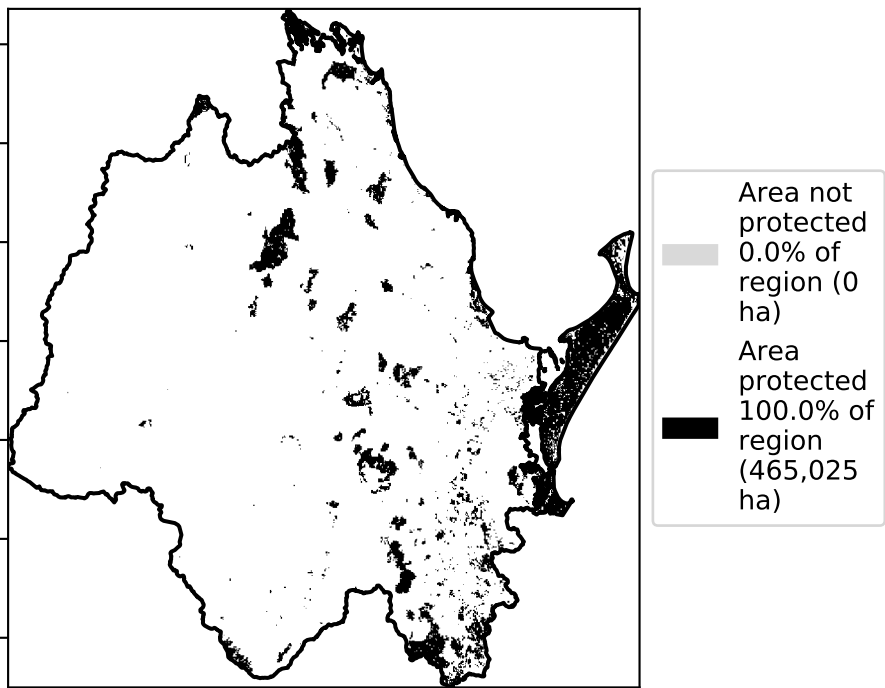 Area not
protected
0.0% of
region (0
ha)
Area
protected
100.0% of
region
(465,025
ha)